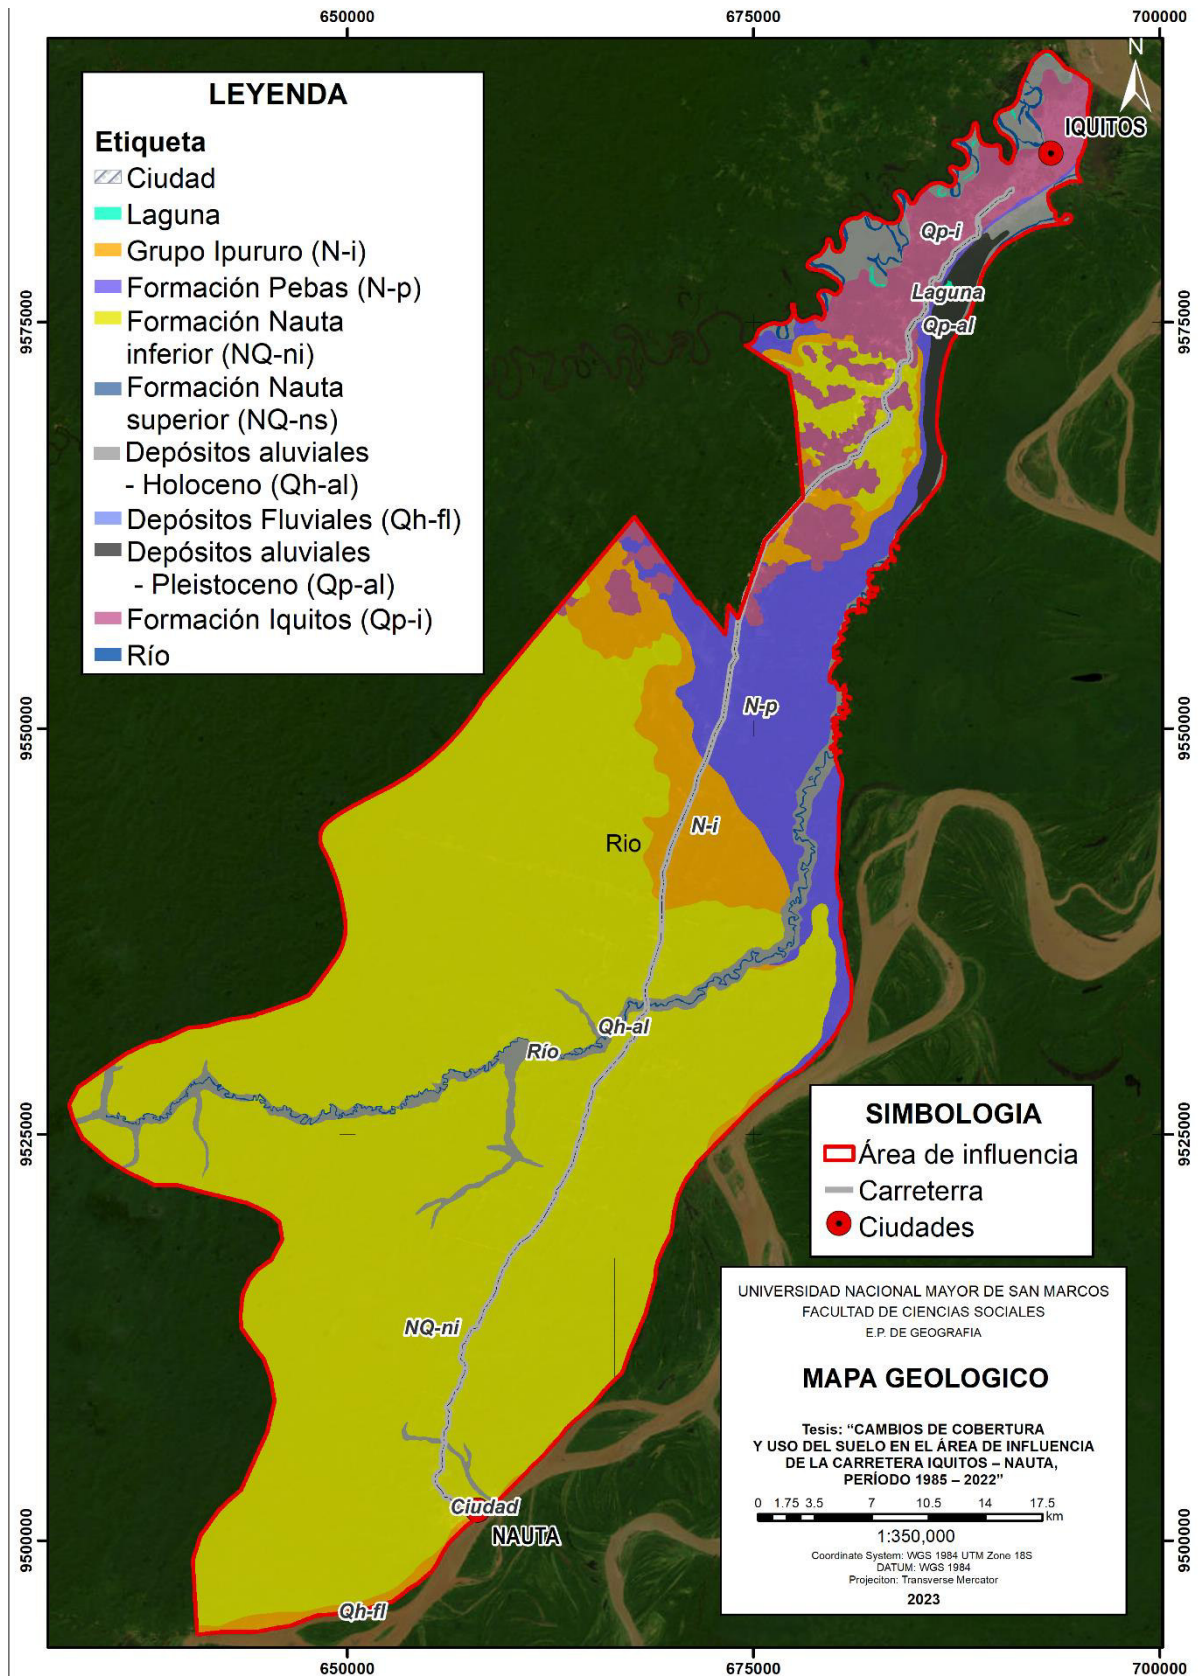 650000
675000
700000
N
IQUITOS
LEYENDA
Etiqueta
Ciudad
Laguna
Grupo Ipururo (N-i)
Formación Pebas (N-p)
Formación Nauta
inferior (NQ-ni)
Formación Nauta
superior (NQ-ns)
Depósitos aluviales
- Holoceno (Qh-al)
Depósitos Fluviales (Qh-fl)
Depósitos aluviales
- Pleistoceno (Qp-al)
Formación Iquitos (Qp-i)
Río
Qp-i
Laguna
Qp-al
9575000
9575000
N-p
9550000
9550000
N-i
Rio
Qh-al
Río
9525000
9525000
SIMBOLOGIA
Área de influencia
Carreterra
Ciudades
NQ-ni
Ciudad
NAUTA
Qh-fl
9500000
9500000
UNIVERSIDAD NACIONAL MAYOR DE SAN MARCOS
FACULTAD DE CIENCIAS SOCIALES
E.P. DE GEOGRAFIA
MAPA GEOLOGICO
Tesis: “CAMBIOS DE COBERTURA
Y USO DEL SUELO EN EL ÁREA DE INFLUENCIA
DE LA CARRETERA IQUITOS – NAUTA,
PERÍODO 1985 – 2022”
0 1.75 3.5 7 10.5 14 17.5
km
1:350,000
Coordinate System: WGS 1984 UTM Zone 18S
DATUM: WGS 1984
Projeciton: Transverse Mercator
2023
650000
675000
700000